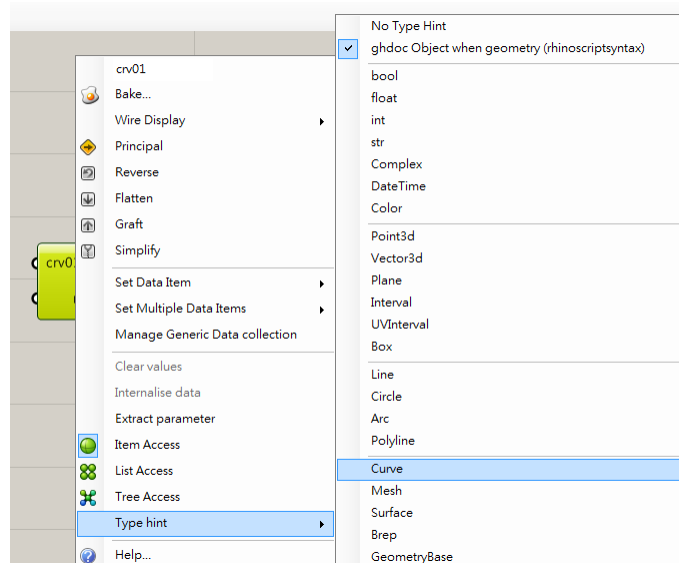 crv01
Bake...
Wire Display
Principal
Reverse
Flatten
Graft
Simplify
Set Data Item
Set Multiple Data Items
Manage Generic Data collection
Clear values
Internalise data
Extract parameter
Item Access
List Access
Tree Access
Type hint
Help...
No Type Hint
ghdoc Object when geometry (rhinoscriptsyntax)
bool
float
int
str
Complex
DateTime
Color
Point3d
Vector3d
Plane
Interval
UVInterval
Box
Line
Circle
Arc
Polyline
Curve
Mesh
Surface
Brep
GeometryBase